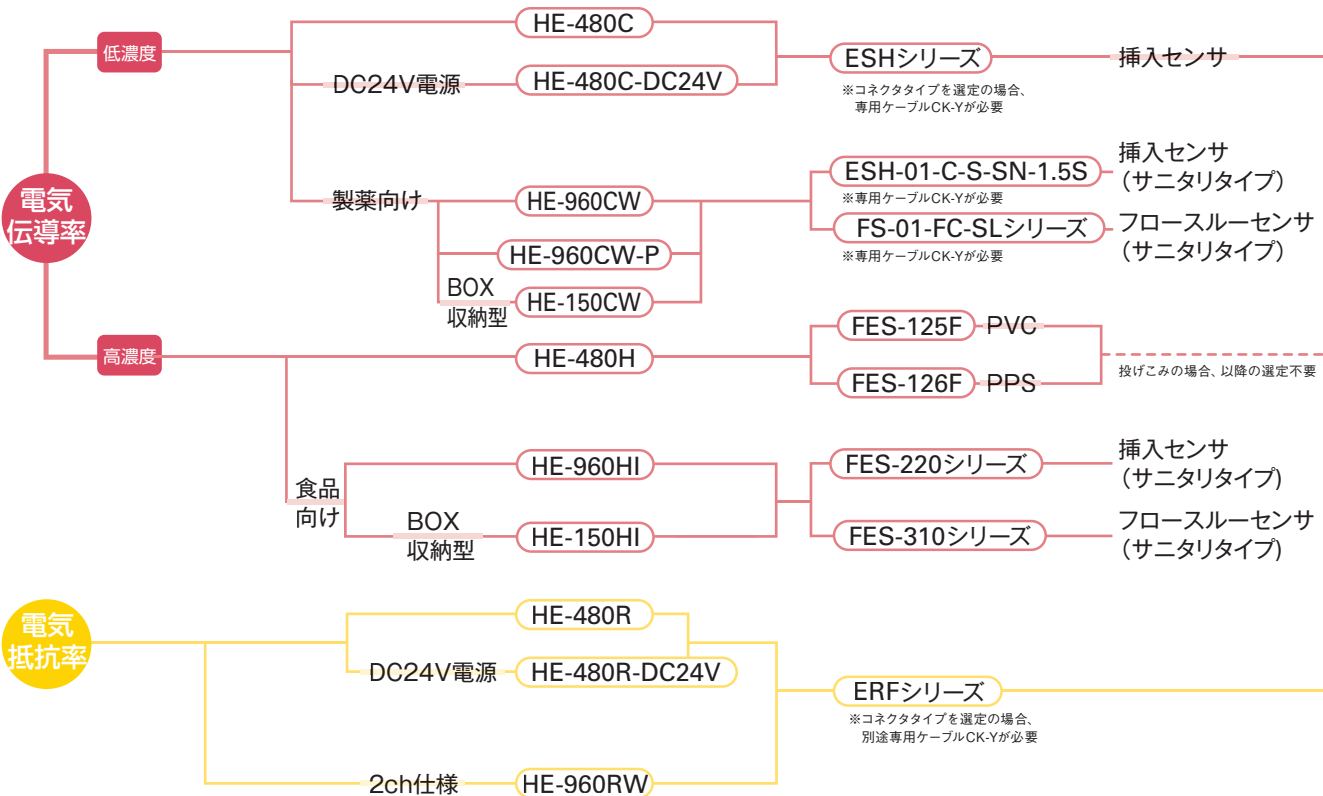 電気
伝導率
低濃度
HE-480C
DC24V電源
HE-480C-DC24V
ESHシリーズ
※コネクタタイプを選定の場合、
専用ケーブルCK-Yが必要
挿入センサ
製薬向け
HE-960CW
HE-960CW-P
BOX
収納型
HE-150CW
ESH-01-C-S-SN-1.5S
※専用ケーブルCK-Yが必要
挿入センサ
（サニタリタイプ）
FS-01-FC-SLシリーズ
※専用ケーブルCK-Yが必要
フロースルーセンサ
（サニタリタイプ）
高濃度
HE-480H
FES-125F
PVC
FES-126F
PPS
投げこみの場合、以降の選定不要
食品
向け
HE-960HI
BOX
収納型
HE-150HI
FES-220シリーズ
挿入センサ
（サニタリタイプ)
FES-310シリーズ
フロースルーセンサ
（サニタリタイプ)
電気
抵抗率
HE-480R
DC24V電源
HE-480R-DC24V
2ch仕様
HE-960RW
ERFシリーズ
※コネクタタイプを選定の場合、
別途専用ケーブルCK-Yが必要